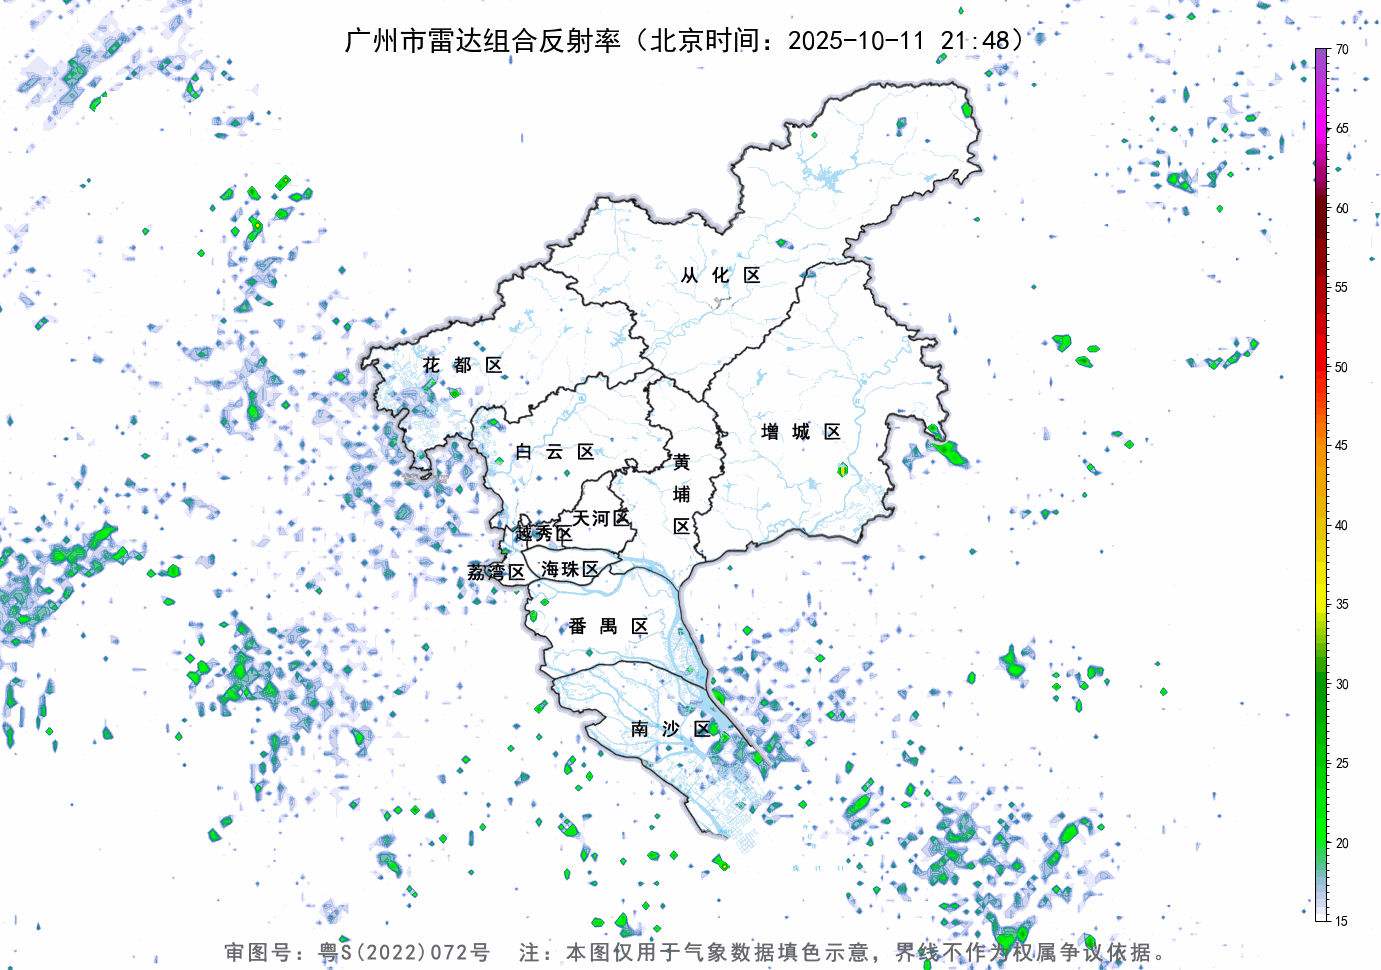 广州市雷达组合反射率（北京时间：2025-10-11 21:48）
70
65
60
55
50
45
40
35
30
25
20
15
从化区
花都区
增城区
白云区
黄埔区
天河区
越秀区
海珠区
荔湾区
番禺区
南沙区
审图号：粤S(2022)072号 注：本图仅用于气象数据填色示意，界线不作为权属争议依据。